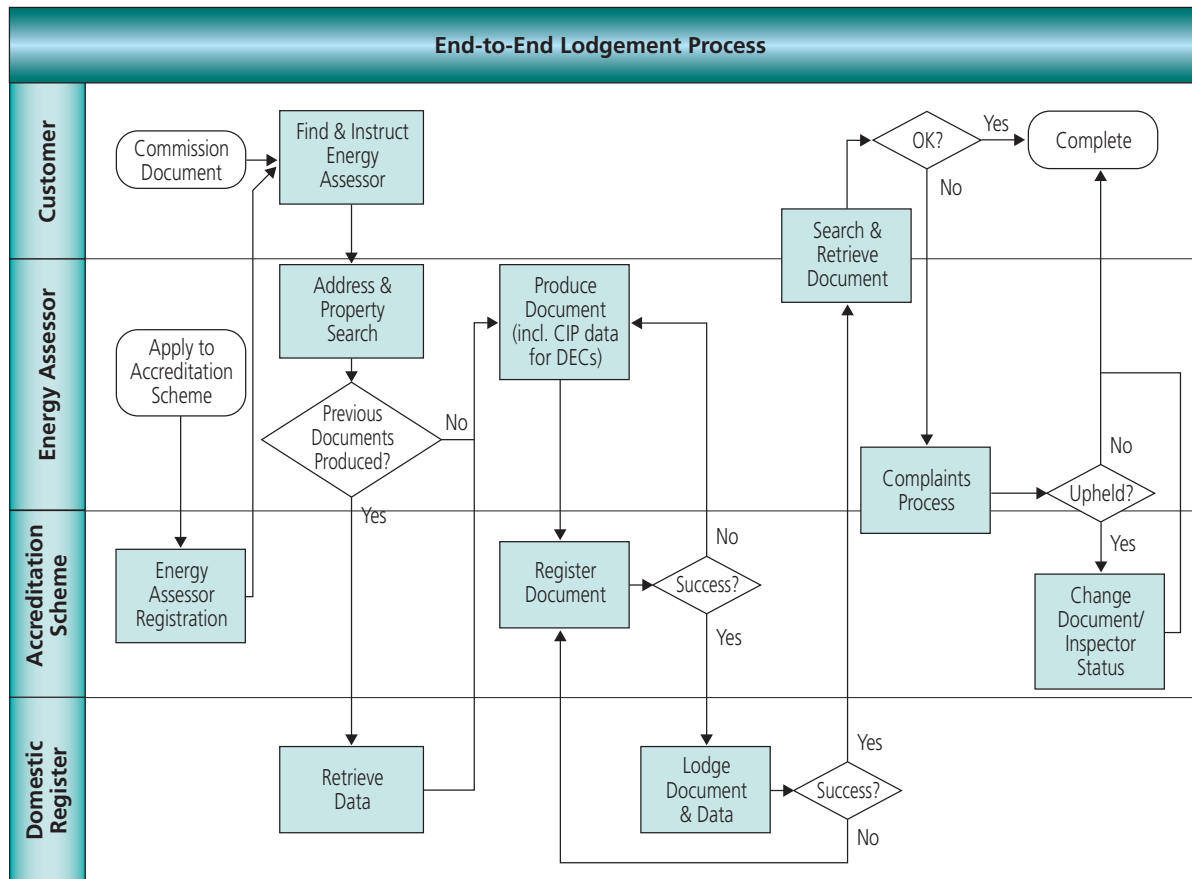 End-to-End Lodgement Process
Customer
Commission
Document
Find & Instruct
Energy
Assessor
OK?
Yes
Complete
No
Search &
Retrieve
Document
Energy Assessor
Address &
Property
Search
Produce
Document
(incl. CIP data
for DECs)
Apply to
Accreditation
Scheme
Previous
Documents
Produced?
No
Yes
Complaints
Process
Upheld?
No
Yes
Accreditation
Scheme
Energy
Assessor
Registration
Register
Document
Success?
No
Yes
Change
Document/
Inspector
Status
Domestic
Register
Retrieve
Data
Lodge
Document
& Data
Success?
Yes
No